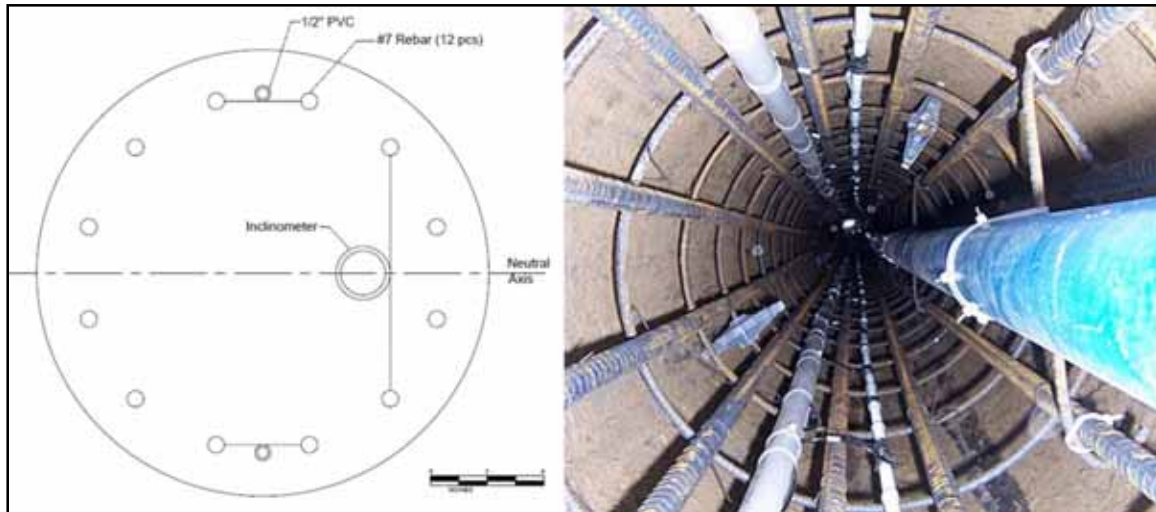 1/2" PVC
#7 Rebar (12 pcs)
Inclinometer
Neutral
Axis